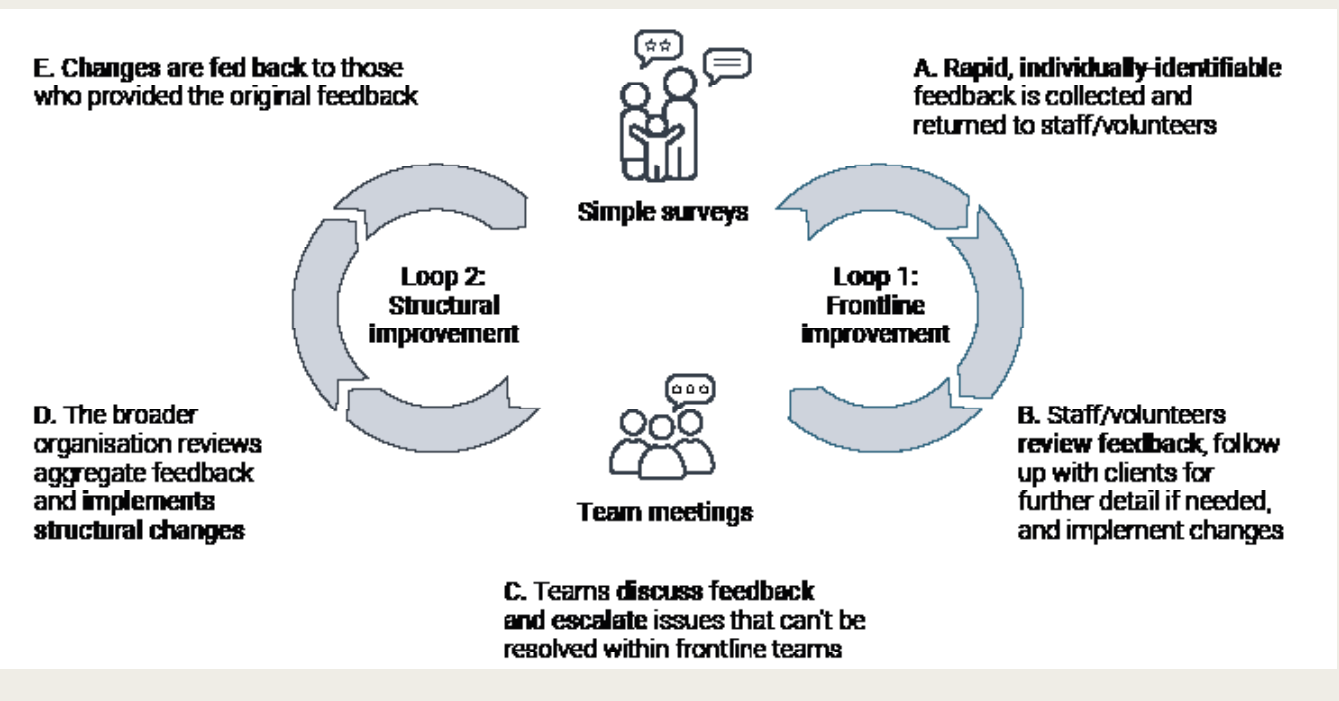 E. Changes are fed back to those
who provided the original feedback
A. Rapid, individually-identifiable
feedback is collected and
returned to staff/volunteers
Simple surveys
Loop 2:
Structural
improvement
Loop 1:
Frontline
improvement
D. The broader
organisation reviews
aggregate feedback
and implements
structural changes
B. Staff/volunteers
review feedback, follow
up with clients for
further detail if needed,
and implement changes
Team meetings
C. Teams discuss feedback
and escalate issues that can't be
resolved within frontline teams